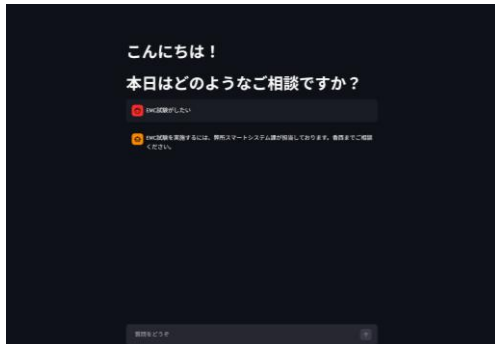 こんにちは！
本日はどのようなご相談ですか？
EMC試験がしたい
EMC試験を実施するには、弊所スマートシステム課が担当しております。春西までご相談
ください。
質問をどうぞ